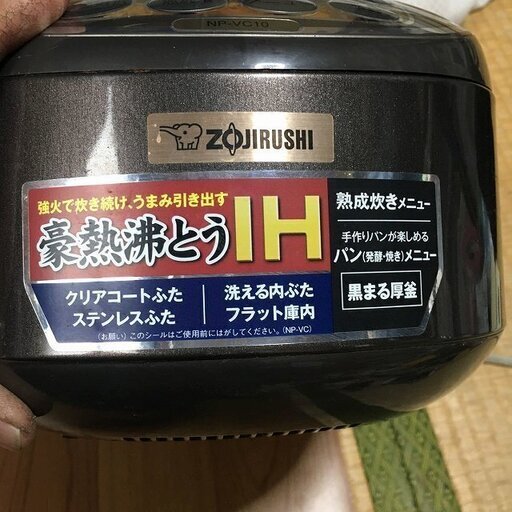 NP-VC10
ZOJIRUSHI
強火で炊き続け、うまみ引き出す
豪熱沸とうIH
クリアコートふた
ステンレスふた
洗える内ぶた
フラット庫内
(お願い)このシールはご使用前にはがしてください。(NP-VC)
熟成炊きメニュー
手作りパンが楽しめる
パン(発酵・焼き)メニュー
黒まる厚釜